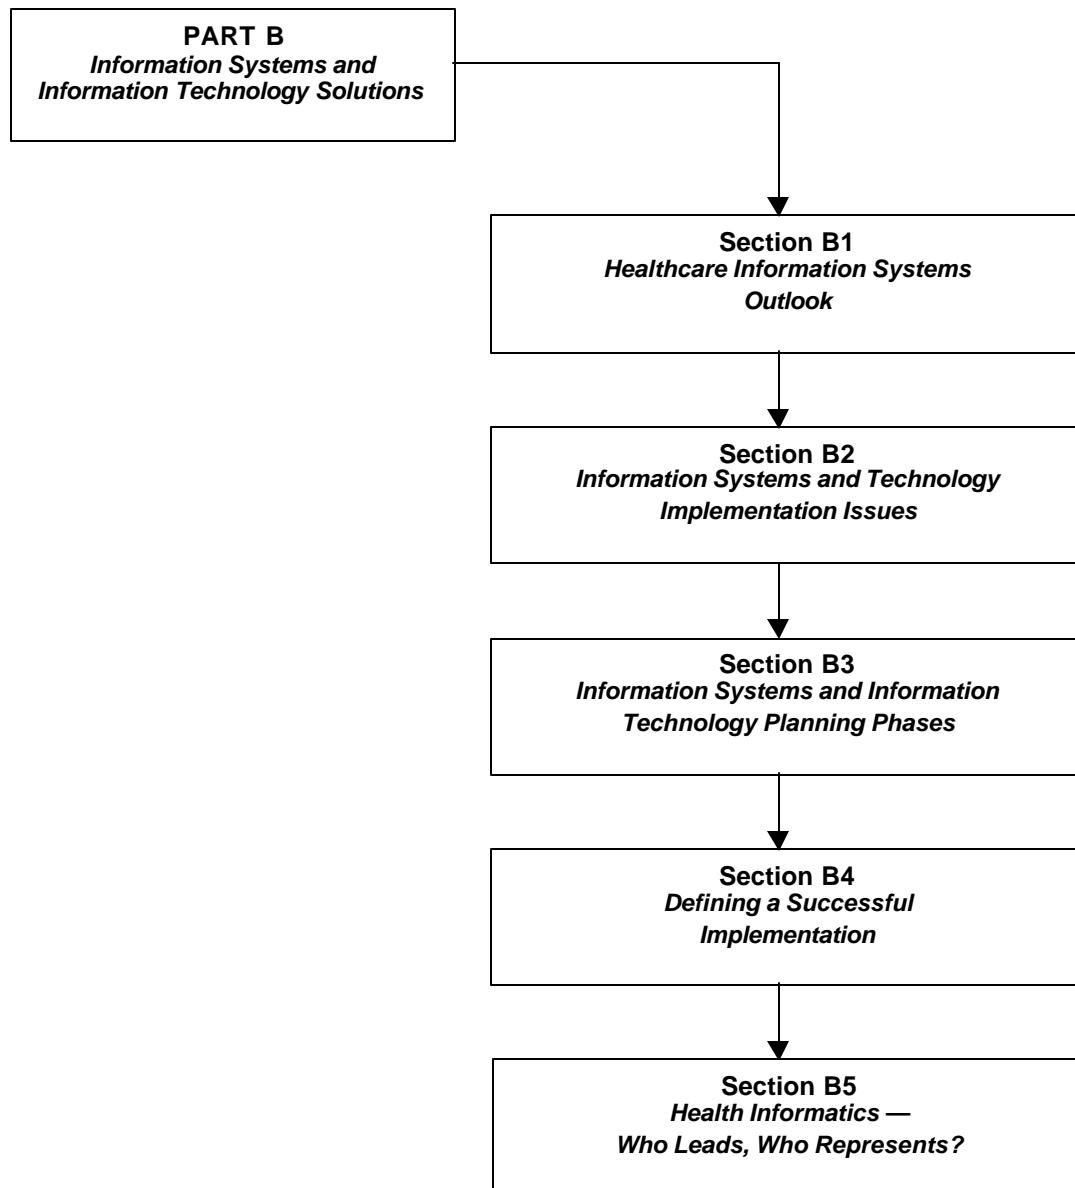 PART B
Information Systems and
Information Technology Solutions
Section B1
Healthcare Information Systems
Outlook
Section B2
Information Systems and Technology
Implementation Issues
Section B3
Information Systems and Information
Technology Planning Phases
Section B4
Defining a Successful
Implementation
Section B5
Health Informatics —
Who Leads, Who Represents?